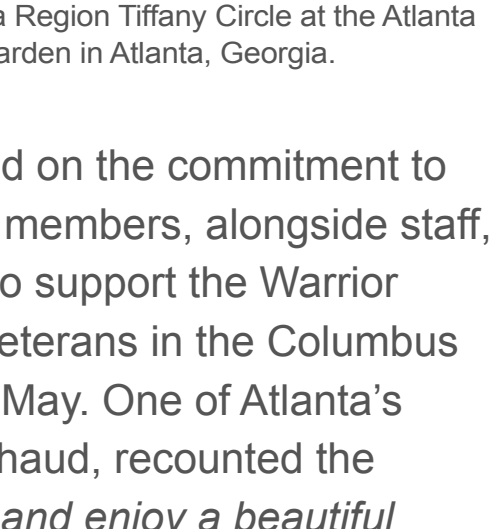 a Region Tiffany Circle at the Atlanta
arden in Atlanta, Georgia.
d on the commitment to
members, alongside staff,
o support the Warrior
eterans in the Columbus
May. One of Atlanta’s
haud, recounted the
and enjoy a beautiful